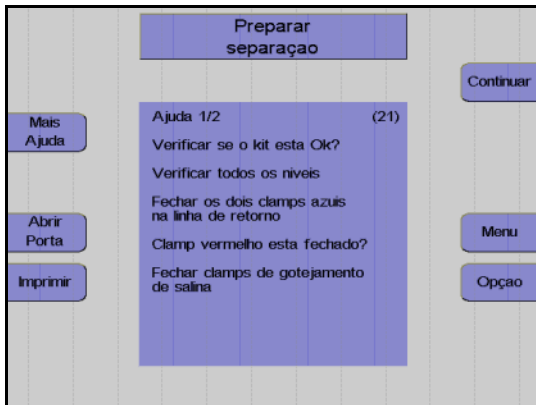 Preparar
separaçao
Continuar
Mais
Ajuda
Ajuda 1/2 (21)
Verificar se o kit esta Ok?
Verificar todos os niveis
Fechar os dois clamps azuis
na linha de retorno
Abrir
Porta
Clamp vermelho esta fechado?
Menu
Imprimir
Fechar clamps de gotejamento
de salina
Opçao